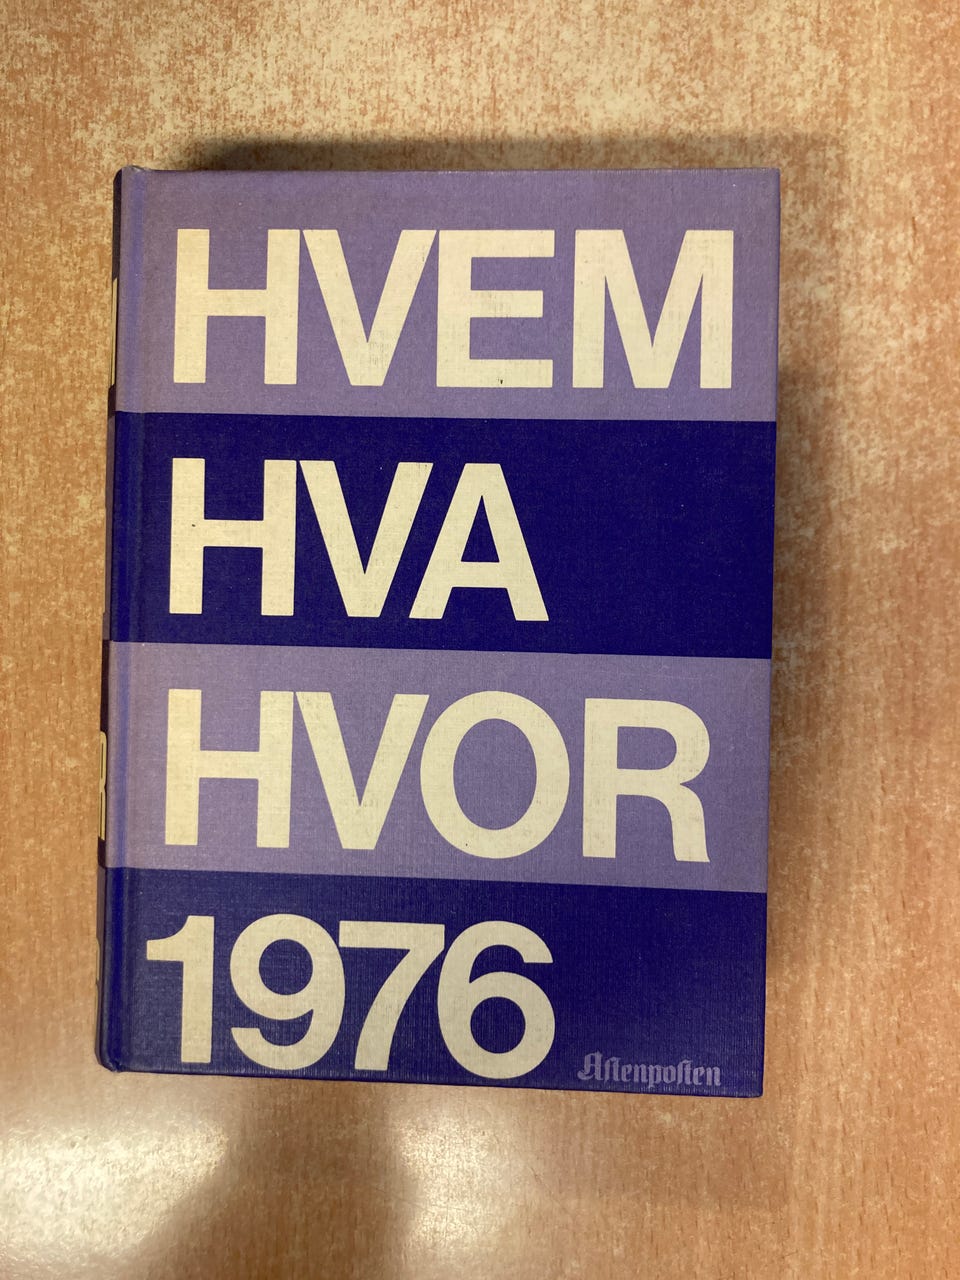 HVEM
HVA
HVOR
1976
Aftenposten